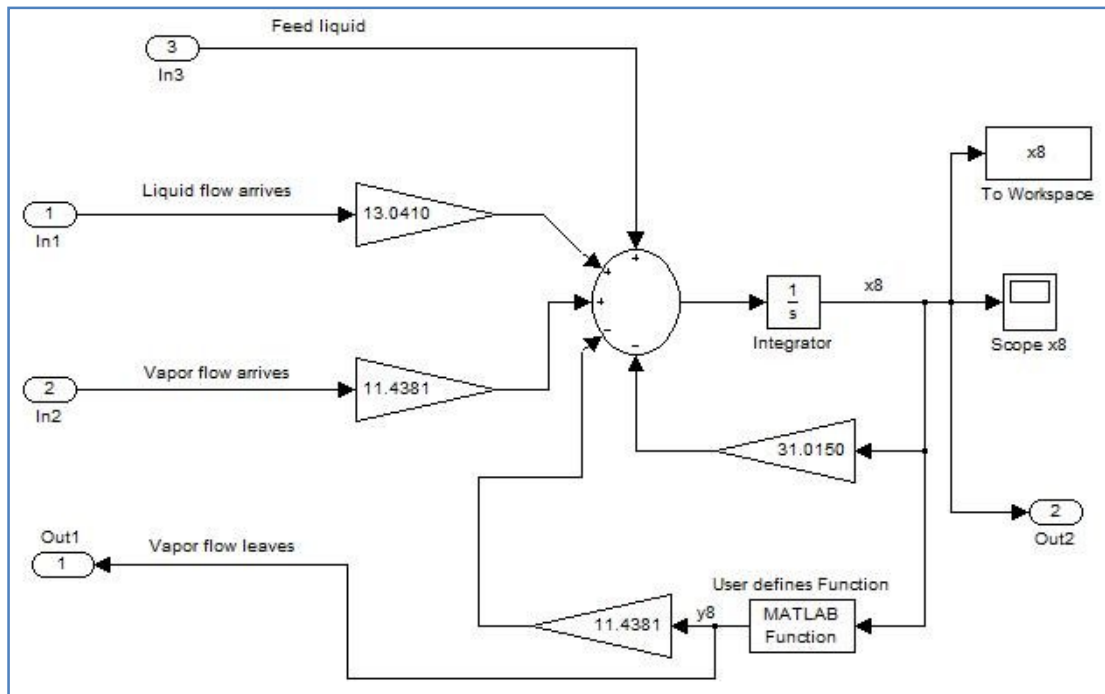 Feed liquid
3
In3
Liquid flow arrives
1
In1
13.0410
Vapor flow arrives
2
In2
11.4381
+
+
+
−
−
1
s
Integrator
x8
x8
To Workspace
Scope x8
31.0150
2
Out2
Out1
1
Vapor flow leaves
11.4381
y8
User defines Function
MATLAB
Function